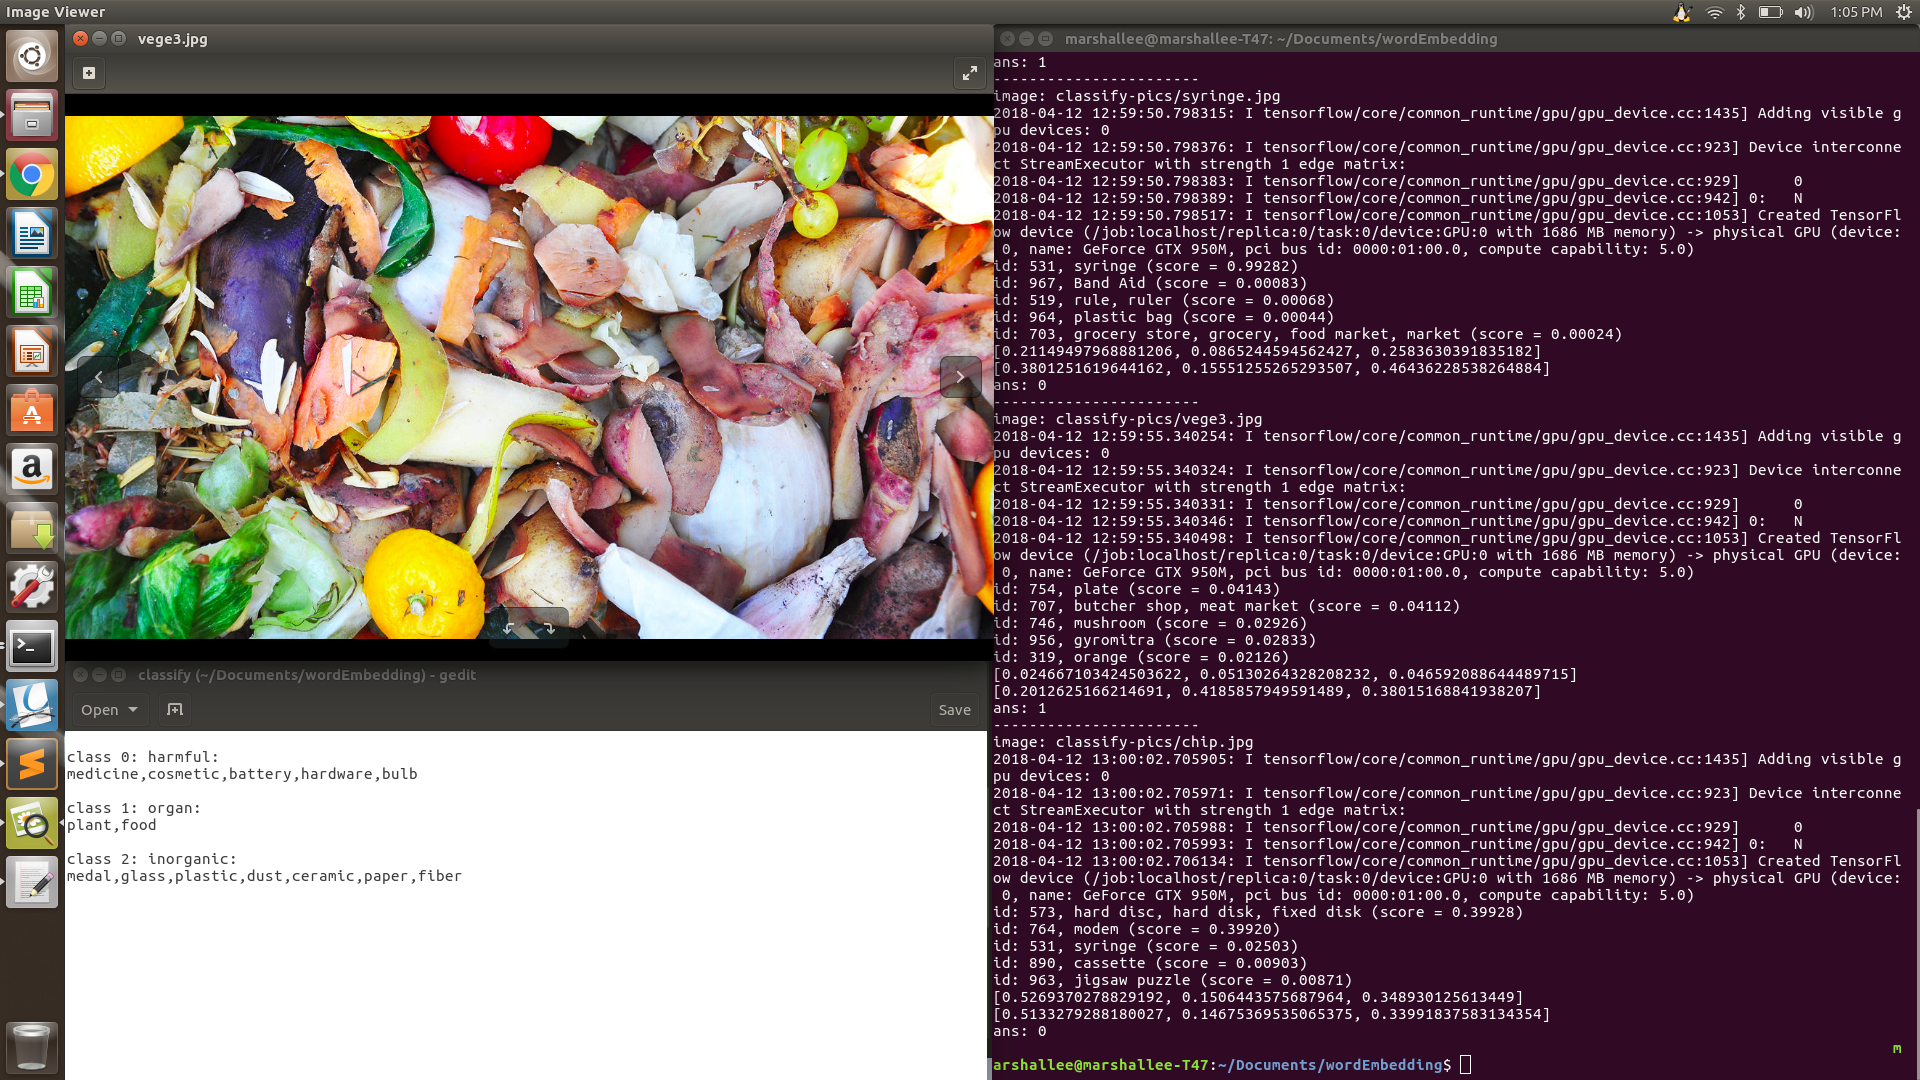 Image Viewer
1:05 PM
vege3.jpg
classify (~/Documents/wordEmbedding) - gedit
Open
Save
class 0: harmful:
medicine,cosmetic,battery,hardware,bulb
class 1: organ:
plant,food
class 2: inorganic:
medal,glass,plastic,dust,ceramic,paper,fiber
marshallee@marshallee-T47: ~/Documents/wordEmbedding
ans: 1
-----------------------
image: classify-pics/syringe.jpg
2018-04-12 12:59:50.798315: I tensorflow/core/common_runtime/gpu/gpu_device.cc:1435] Adding visible g
pu devices: 0
2018-04-12 12:59:50.798376: I tensorflow/core/common_runtime/gpu/gpu_device.cc:923] Device interconne
ct StreamExecutor with strength 1 edge matrix:
2018-04-12 12:59:50.798383: I tensorflow/core/common_runtime/gpu/gpu_device.cc:929]      0
2018-04-12 12:59:50.798389: I tensorflow/core/common_runtime/gpu/gpu_device.cc:942] 0:   N
2018-04-12 12:59:50.798517: I tensorflow/core/common_runtime/gpu/gpu_device.cc:1053] Created TensorFl
ow device (/job:localhost/replica:0/task:0/device:GPU:0 with 1686 MB memory) -> physical GPU (device:
 0, name: GeForce GTX 950M, pci bus id: 0000:01:00.0, compute capability: 5.0)
id: 531, syringe (score = 0.99282)
id: 967, Band Aid (score = 0.00083)
id: 519, rule, ruler (score = 0.00068)
id: 964, plastic bag (score = 0.00044)
id: 703, grocery store, grocery, food market, market (score = 0.00024)
[0.21149497968881206, 0.0865244594562427, 0.2583630391835182]
[0.3801251619644162, 0.15551255265293507, 0.46436228538264884]
ans: 0
-----------------------
image: classify-pics/vege3.jpg
2018-04-12 12:59:55.340254: I tensorflow/core/common_runtime/gpu/gpu_device.cc:1435] Adding visible g
pu devices: 0
2018-04-12 12:59:55.340324: I tensorflow/core/common_runtime/gpu/gpu_device.cc:923] Device interconne
ct StreamExecutor with strength 1 edge matrix:
2018-04-12 12:59:55.340331: I tensorflow/core/common_runtime/gpu/gpu_device.cc:929]      0
2018-04-12 12:59:55.340346: I tensorflow/core/common_runtime/gpu/gpu_device.cc:942] 0:   N
2018-04-12 12:59:55.340498: I tensorflow/core/common_runtime/gpu/gpu_device.cc:1053] Created TensorFl
ow device (/job:localhost/replica:0/task:0/device:GPU:0 with 1686 MB memory) -> physical GPU (device:
 0, name: GeForce GTX 950M, pci bus id: 0000:01:00.0, compute capability: 5.0)
id: 754, plate (score = 0.04143)
id: 707, butcher shop, meat market (score = 0.04112)
id: 746, mushroom (score = 0.02926)
id: 956, gyromitra (score = 0.02833)
id: 319, orange (score = 0.02126)
[0.024667103424503622, 0.05130264328208232, 0.046592088644489715]
[0.2012625166214691, 0.4185857949591489, 0.38015168841938207]
ans: 1
-----------------------
image: classify-pics/chip.jpg
2018-04-12 13:00:02.705905: I tensorflow/core/common_runtime/gpu/gpu_device.cc:1435] Adding visible g
pu devices: 0
2018-04-12 13:00:02.705971: I tensorflow/core/common_runtime/gpu/gpu_device.cc:923] Device interconne
ct StreamExecutor with strength 1 edge matrix:
2018-04-12 13:00:02.705988: I tensorflow/core/common_runtime/gpu/gpu_device.cc:929]      0
2018-04-12 13:00:02.705993: I tensorflow/core/common_runtime/gpu/gpu_device.cc:942] 0:   N
2018-04-12 13:00:02.706134: I tensorflow/core/common_runtime/gpu/gpu_device.cc:1053] Created TensorFl
ow device (/job:localhost/replica:0/task:0/device:GPU:0 with 1686 MB memory) -> physical GPU (device:
 0, name: GeForce GTX 950M, pci bus id: 0000:01:00.0, compute capability: 5.0)
id: 573, hard disc, hard disk, fixed disk (score = 0.39928)
id: 764, modem (score = 0.39920)
id: 531, syringe (score = 0.02503)
id: 890, cassette (score = 0.00903)
id: 963, jigsaw puzzle (score = 0.00871)
[0.5269370278829192, 0.1506443575687964, 0.348930125613449]
[0.5133279288180027, 0.14675369535065375, 0.33991837583134354]
ans: 0
m
arshallee@marshallee-T47:~/Documents/wordEmbedding$